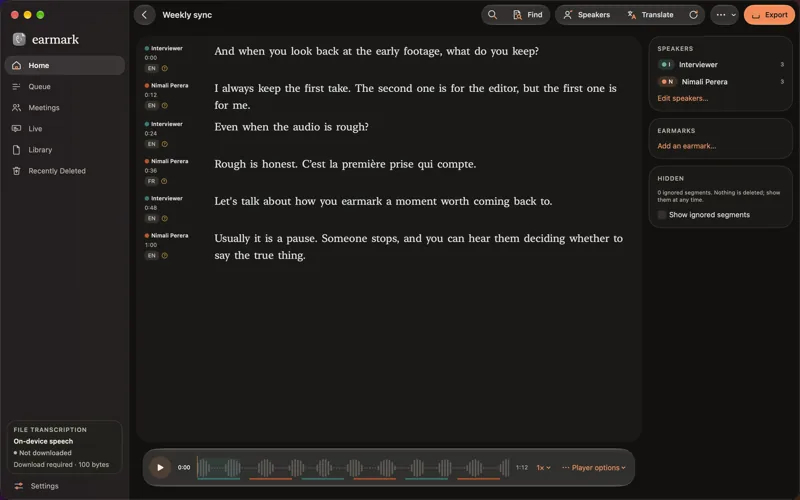 earmark
Home
Queue
Meetings
Live
Library
Recently Deleted
FILE TRANSCRIPTION
On-device speech
Not downloaded
Download required · 100 bytes
Settings
Weekly sync
Find
Speakers
Translate
Export
Interviewer
0:00
EN
And when you look back at the early footage, what do you keep?
Nimali Perera
0:12
EN
I always keep the first take. The second one is for the editor, but the first one is
for me.
Interviewer
0:24
EN
Even when the audio is rough?
Nimali Perera
0:36
FR
Rough is honest. C'est la première prise qui compte.
Interviewer
0:48
EN
Let's talk about how you earmark a moment worth coming back to.
Nimali Perera
1:00
EN
Usually it is a pause. Someone stops, and you can hear them deciding whether to
say the true thing.
0:00
1:12
1×
Player options
SPEAKERS
I Interviewer 3
N Nimali Perera 3
Edit speakers...
EARMARKS
Add an earmark...
HIDDEN
0 ignored segments. Nothing is deleted; show
them at any time.
Show ignored segments